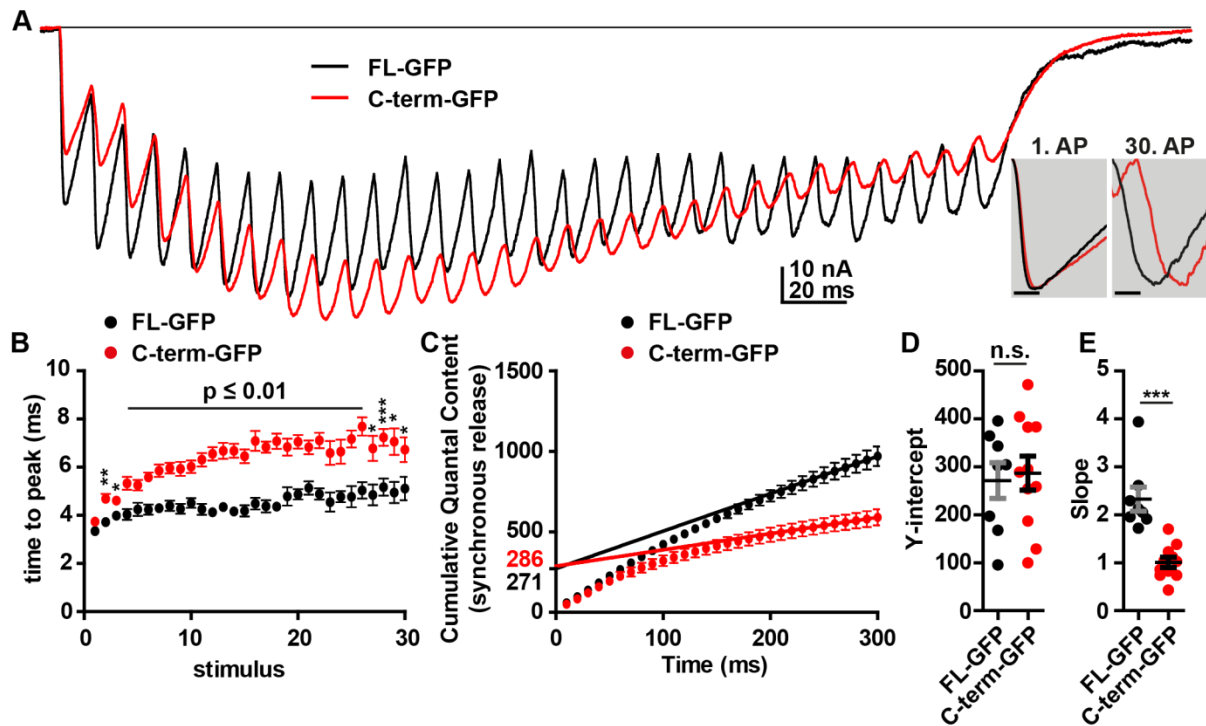 A
FL-GFP
C-term-GFP
1. AP
30. AP
10 nA
20 ms
B
FL-GFP
C-term-GFP
p ≤ 0.01
**
*
*
***
*
*
10
8
6
4
2
0
time to peak (ms)
0
10
20
30
stimulus
C
FL-GFP
C-term-GFP
Cumulative Quantal Content
(synchronous release)
1500
1000
500
286
271
0
0
100
200
300
Time (ms)
D
n.s.
Y-intercept
500
400
300
200
100
0
FL-GFP
C-term-GFP
E
***
Slope
5
4
3
2
1
0
FL-GFP
C-term-GFP